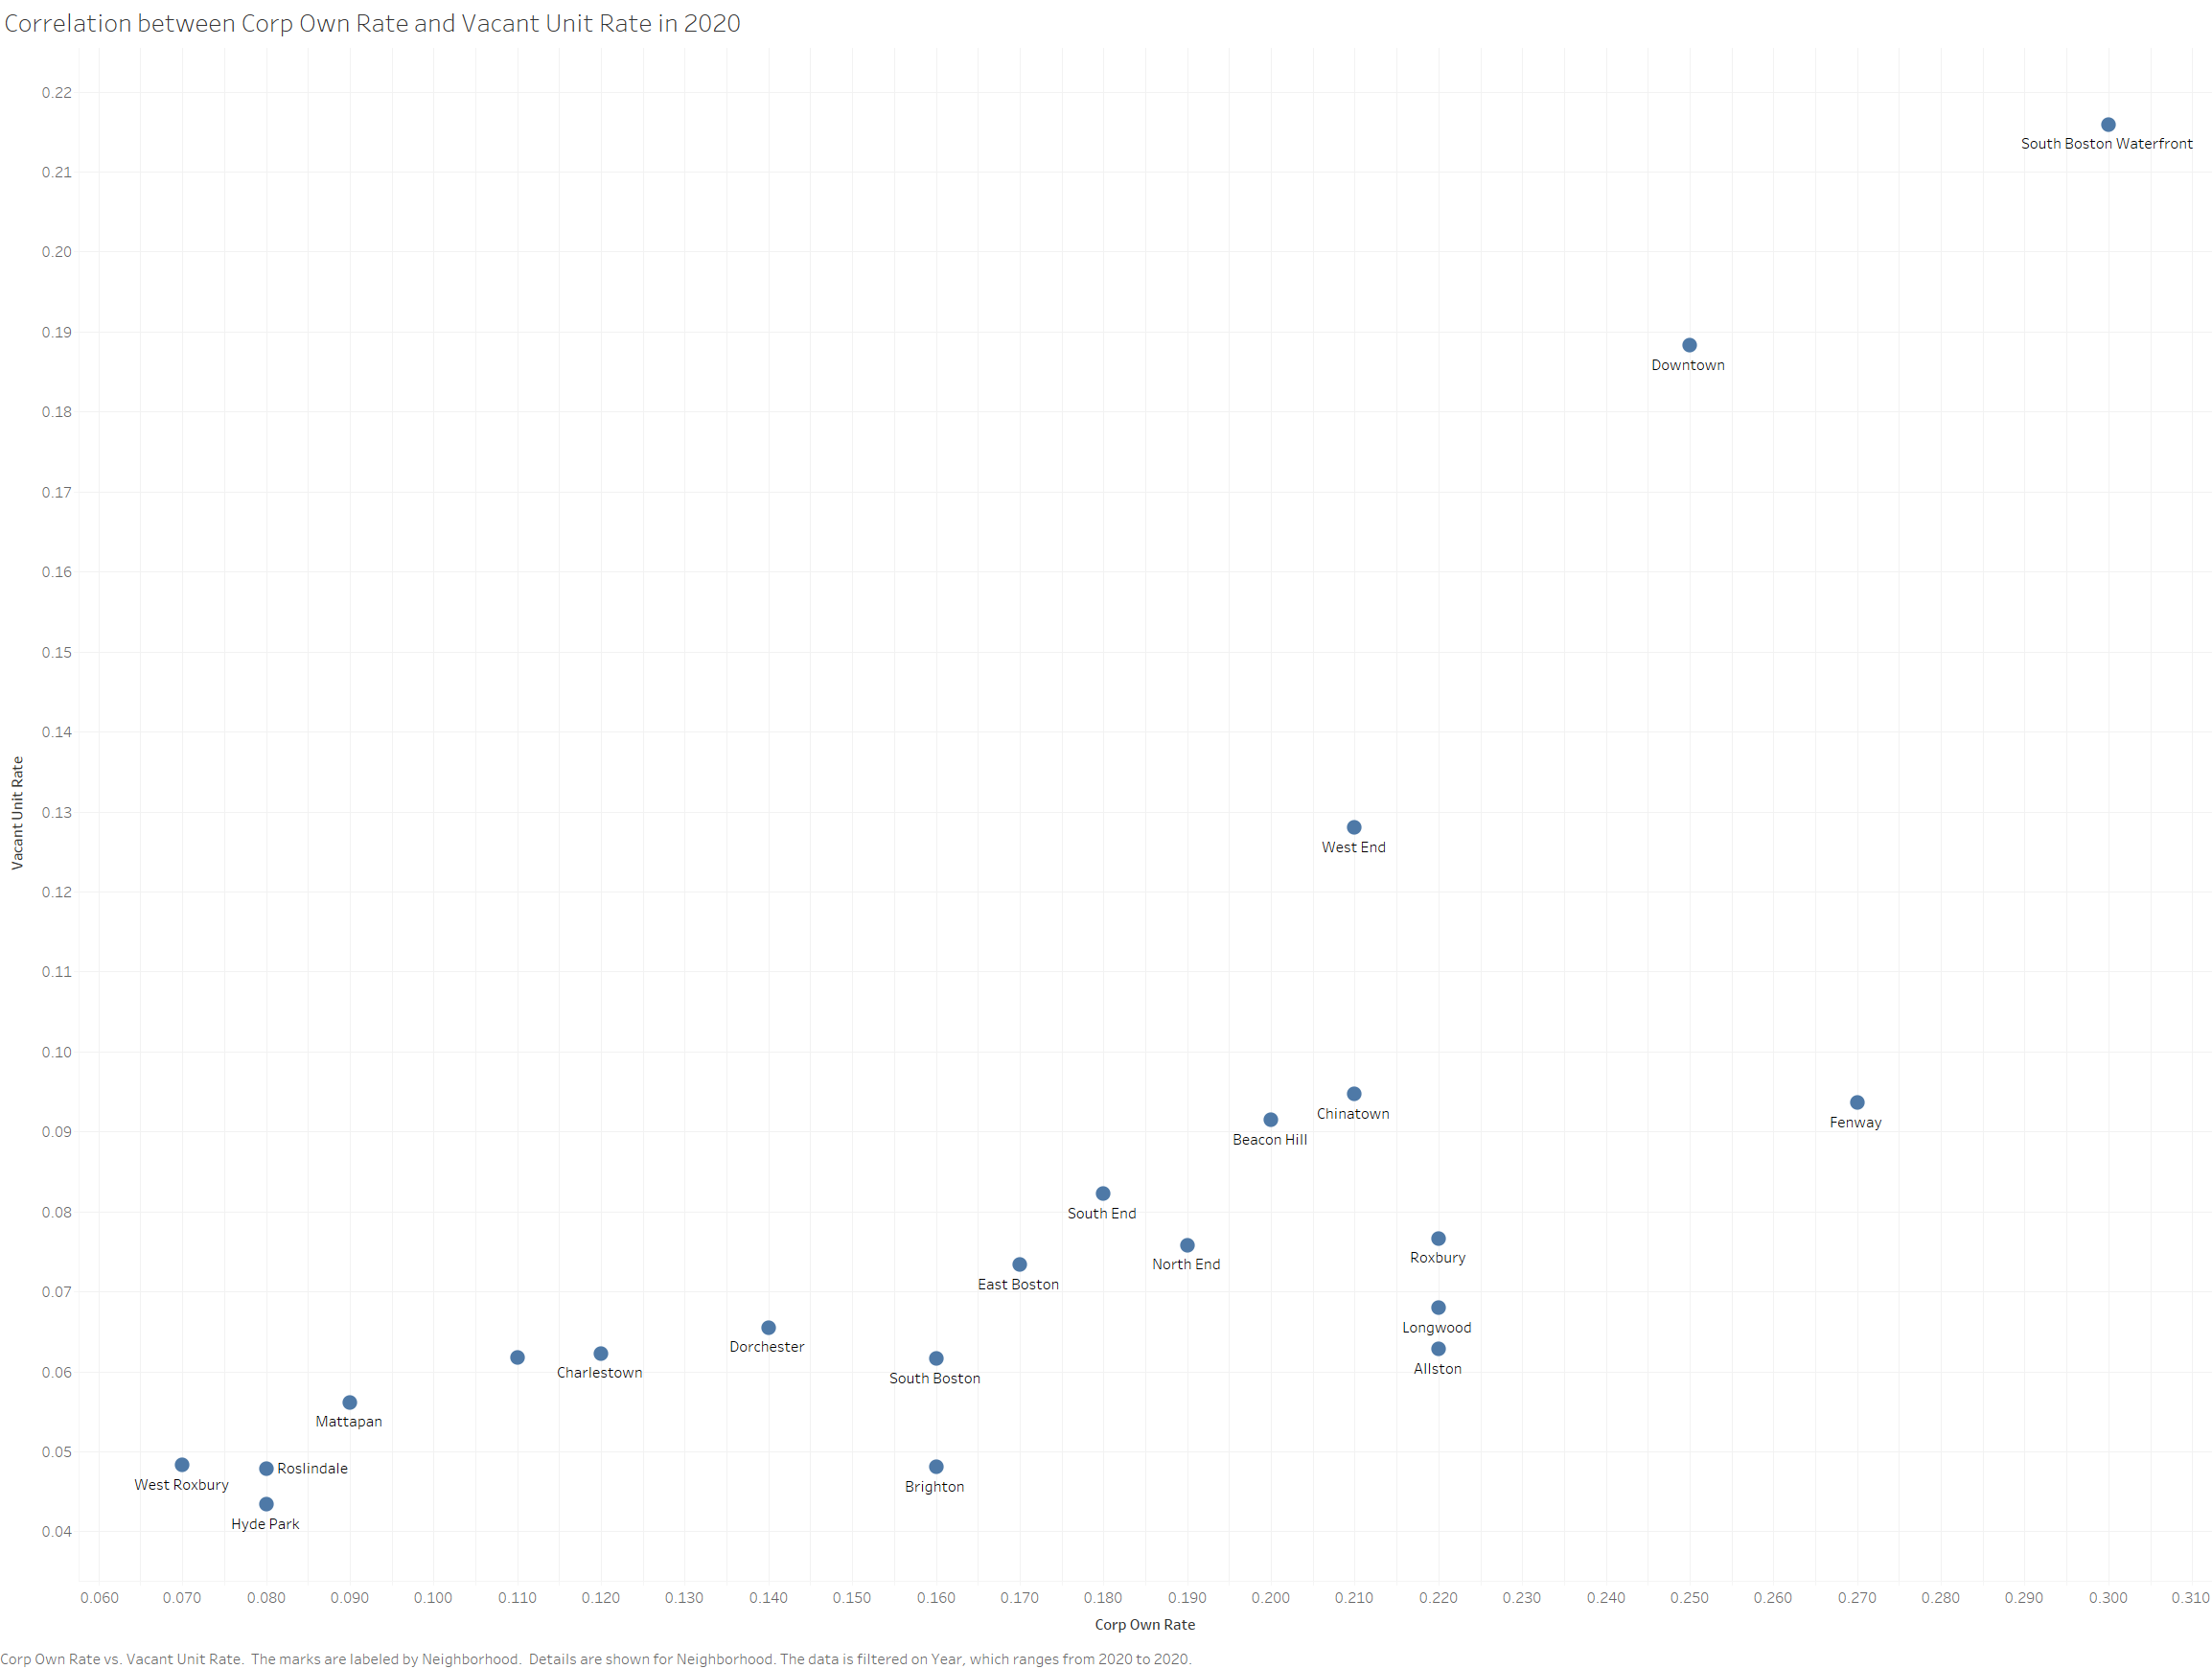 Correlation between Corp Own Rate and Vacant Unit Rate in 2020
0.22
South Boston Waterfront
0.21
0.20
0.19
Downtown
0.18
0.17
0.16
0.15
0.14
0.13
West End
0.12
0.11
0.10
Chinatown
Fenway
0.09
Beacon Hill
0.08
South End
Roxbury
North End
East Boston
0.07
Longwood
Dorchester
Allston
0.06
Charlestown
South Boston
Mattapan
0.05
Roslindale
West Roxbury
Brighton
Hyde Park
0.04
Vacant Unit Rate
0.060 0.070 0.080 0.090 0.100 0.110 0.120 0.130 0.140 0.150 0.160 0.170 0.180 0.190 0.200 0.210 0.220 0.230 0.240 0.250 0.260 0.270 0.280 0.290 0.300 0.310
Corp Own Rate
Corp Own Rate vs. Vacant Unit Rate. The marks are labeled by Neighborhood. Details are shown for Neighborhood. The data is filtered on Year, which ranges from 2020 to 2020.